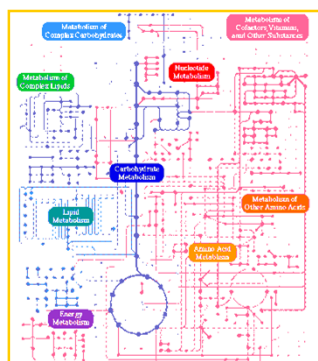 Metabolism of
Complex Carbohydrates
Metabolism of
Cofactors, Vitamins,
and Other Substances
Nucleotide
Metabolism
Metabolism of
Complex Lipids
Carbohydrate
Metabolism
Metabolism of
Other Amino Acids
Lipid
Metabolism
Amino Acid
Metabolism
Energy
Metabolism